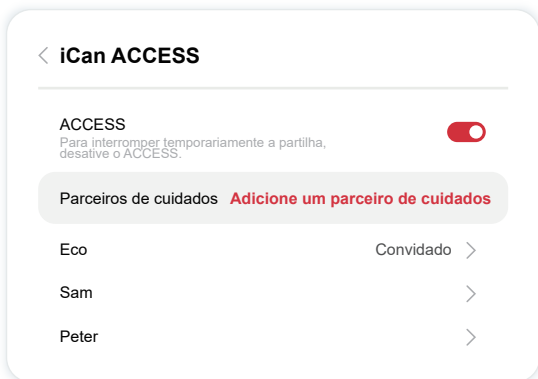 iCan ACCESS
ACCESS
Para interromper temporariamente a partilha,
desative o ACCESS.
Parceiros de cuidados Adicione um parceiro de cuidados
Eco Convidado
Sam
Peter